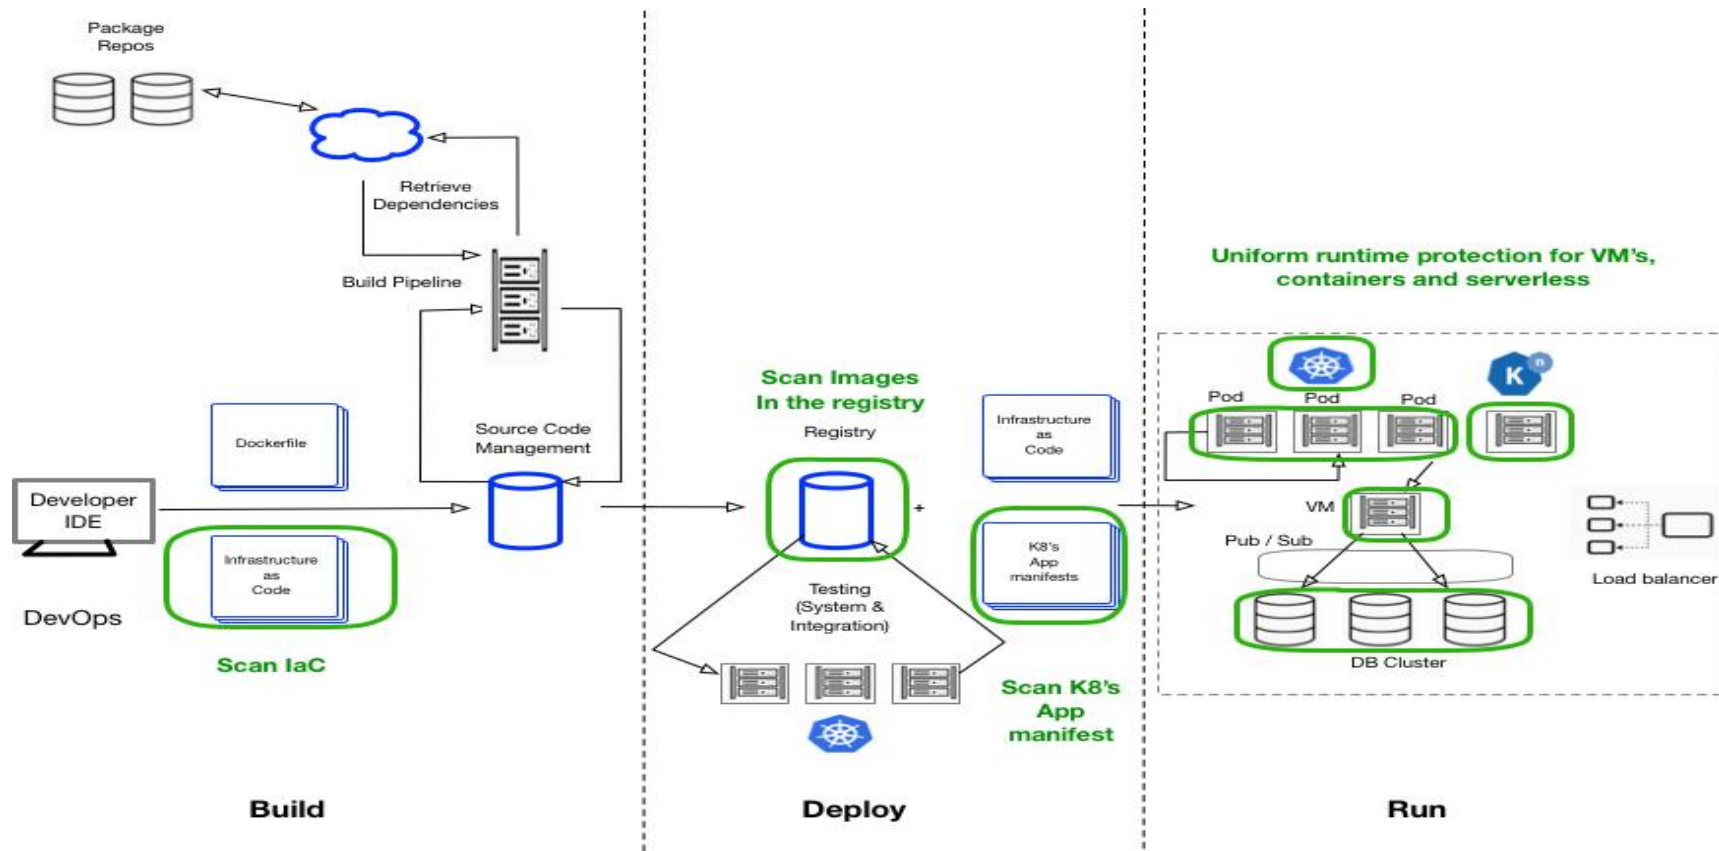 Package
Repos
Retrieve
Dependencies
Build Pipeline
Source Code
Management
Dockerfile
Developer
IDE
Infrastructure
as
Code
DevOps
Scan IaC
Build
Scan Images
In the registry
Registry
+
Infrastructure
as
Code
K8's
App
manifests
Testing
(System &
Integration)
Scan K8's
App
manifest
Deploy
Uniform runtime protection for VM's,
containers and serverless
K
n
Pod
Pod
Pod
VM
Pub / Sub
Load balancer
DB Cluster
Run